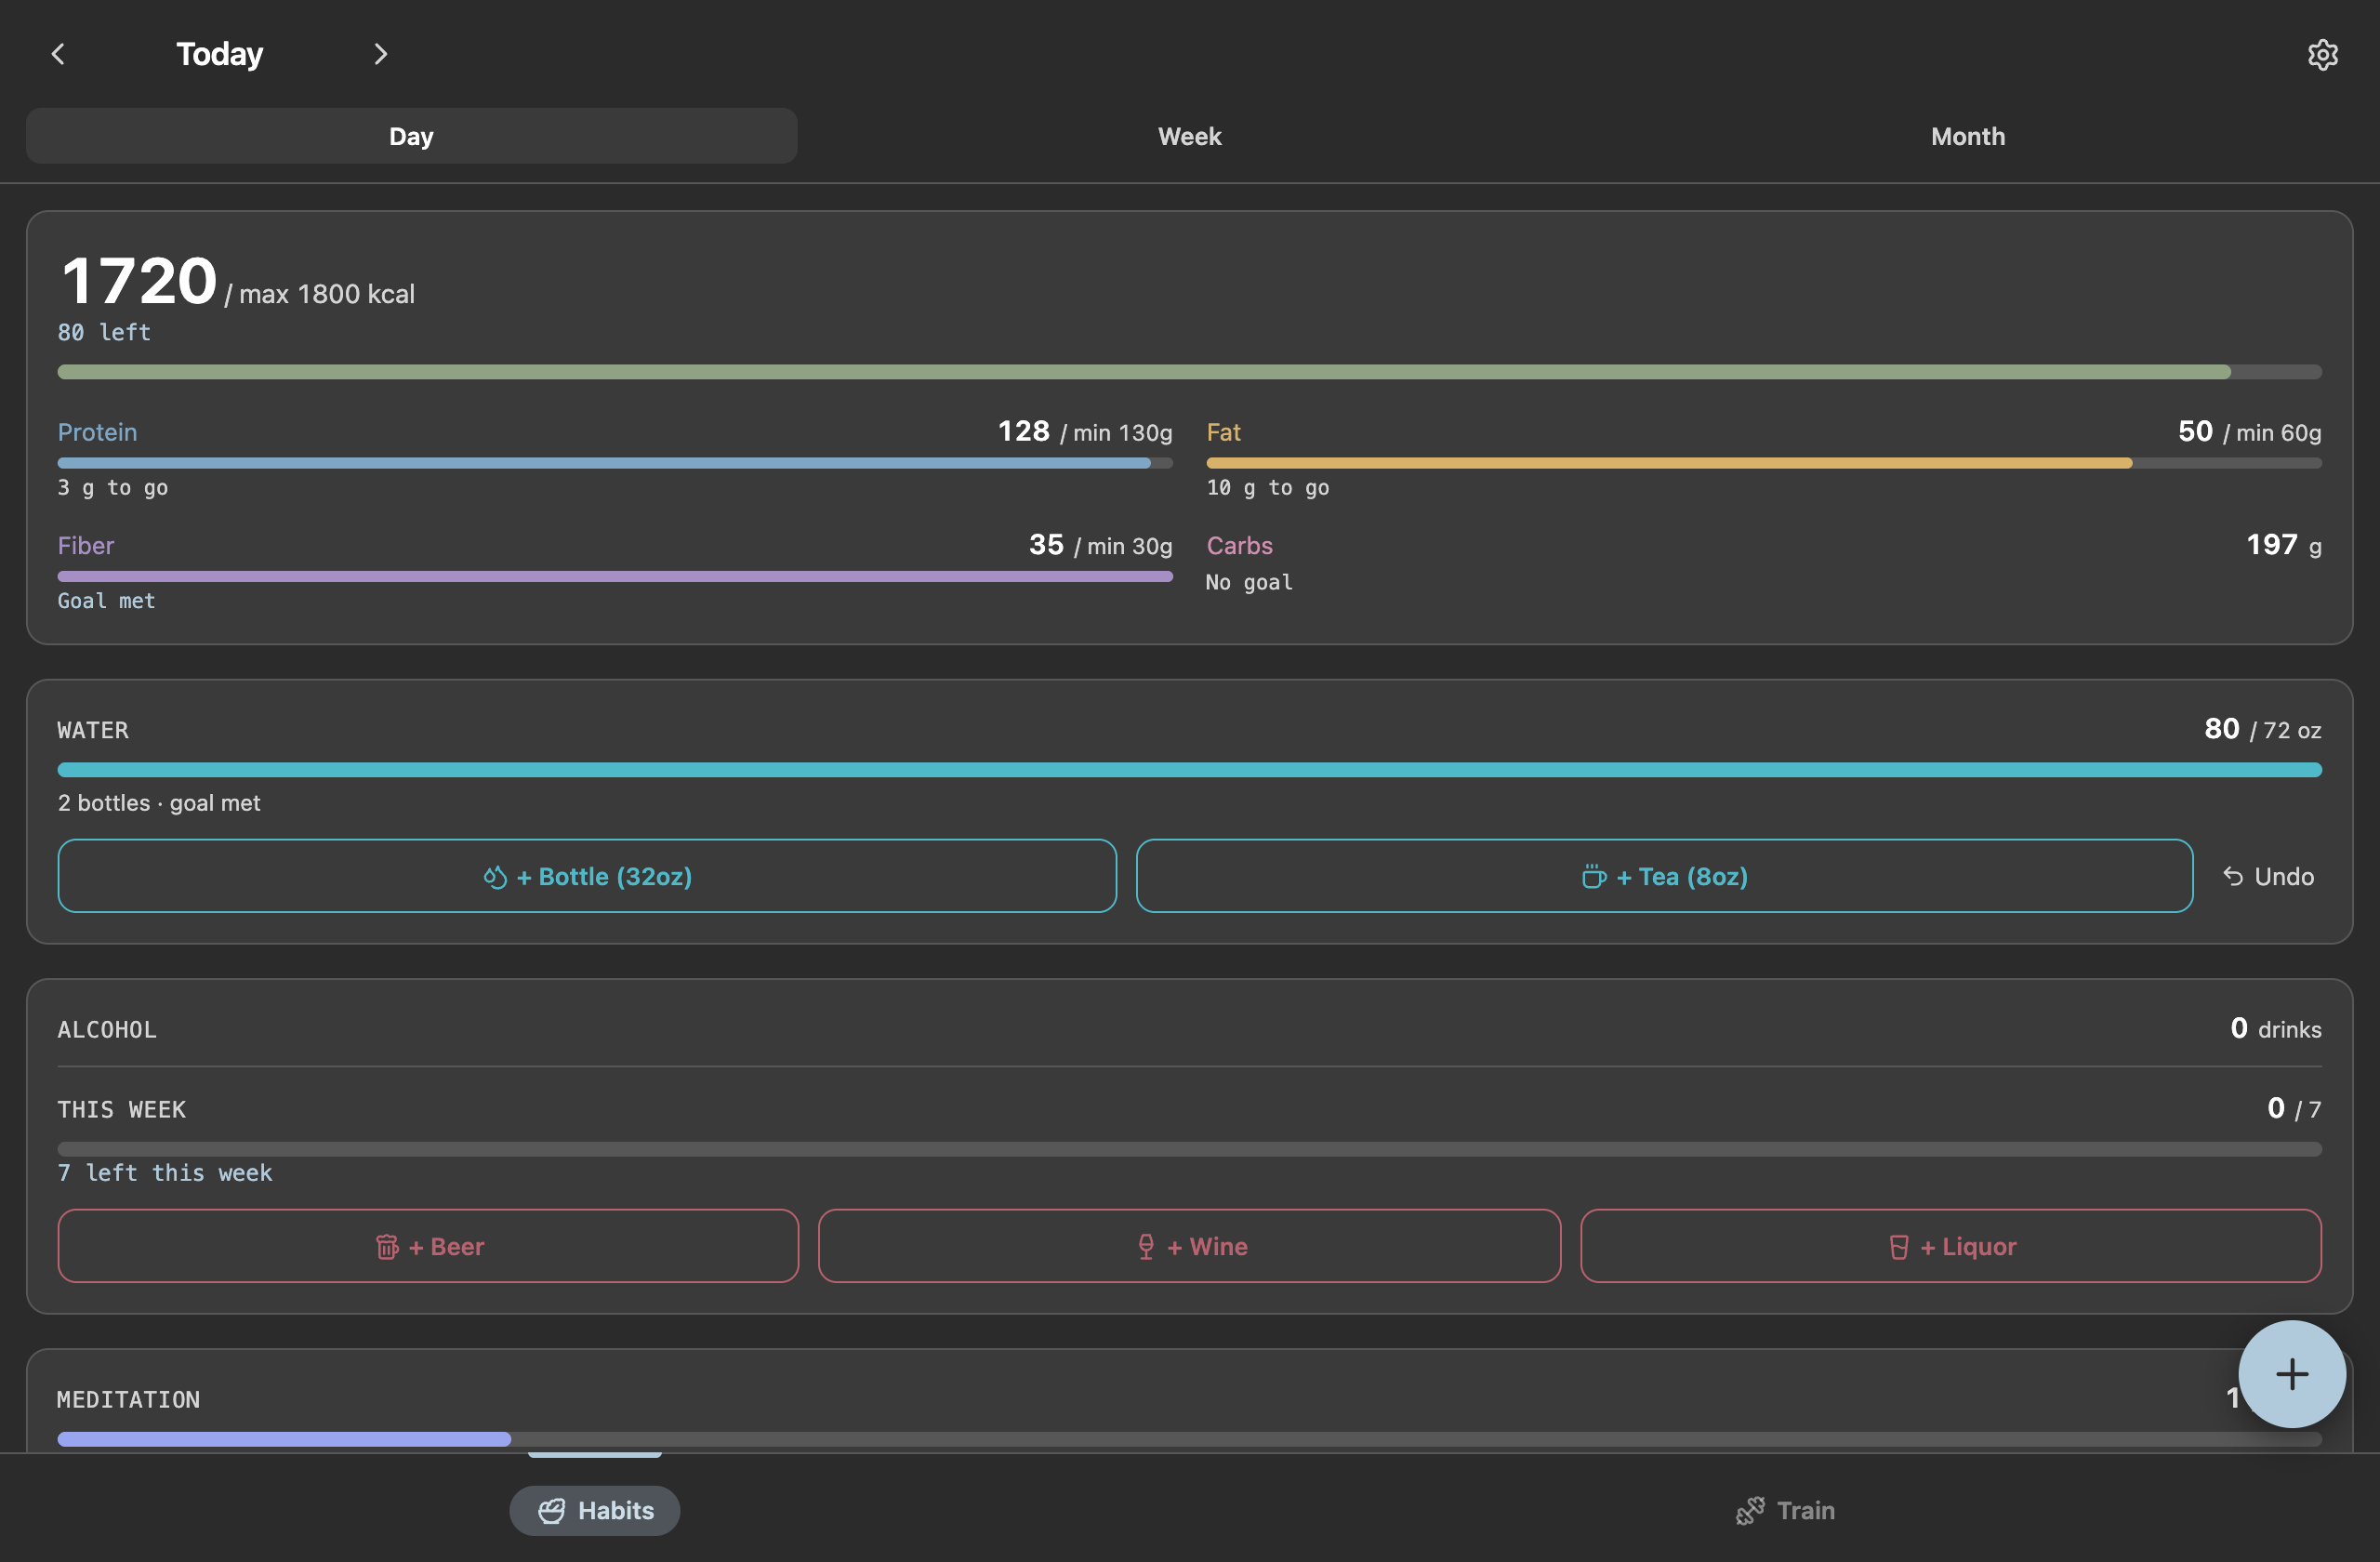 Today
Day
Week
Month
1720 / max 1800 kcal
80 left
Protein
128 / min 130g
3 g to go
Fat
50 / min 60g
10 g to go
Fiber
35 / min 30g
Goal met
Carbs
197 g
No goal
WATER
80 / 72 oz
2 bottles · goal met
+ Bottle (32oz)
+ Tea (8oz)
Undo
ALCOHOL
0 drinks
THIS WEEK
0 / 7
7 left this week
+ Beer
+ Wine
+ Liquor
MEDITATION
Habits
Train